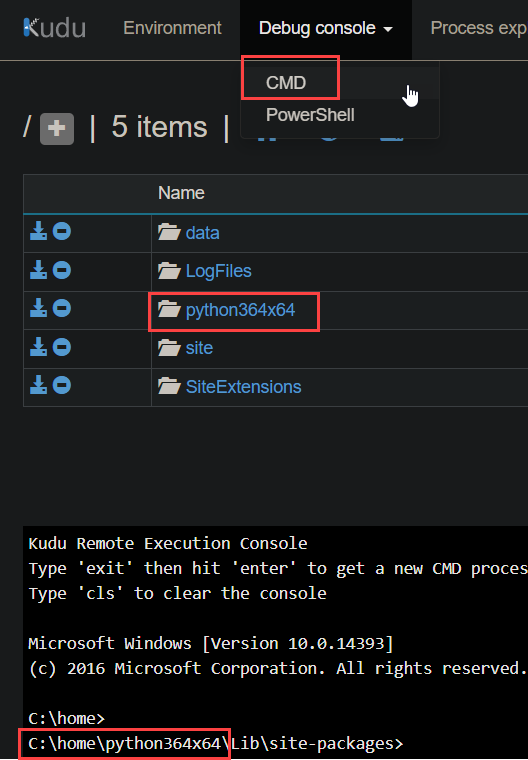 Kudu Environment Debug console Process exp
CMD
PowerShell
/ + | 5 items |
Name
data
LogFiles
python364x64
site
SiteExtensions
Kudu Remote Execution Console
Type 'exit' then hit 'enter' to get a new CMD proces
Type 'cls' to clear the console
Microsoft Windows [Version 10.0.14393]
(c) 2016 Microsoft Corporation. All rights reserved.
C:\home>
C:\home\python364x64\Lib\site-packages>